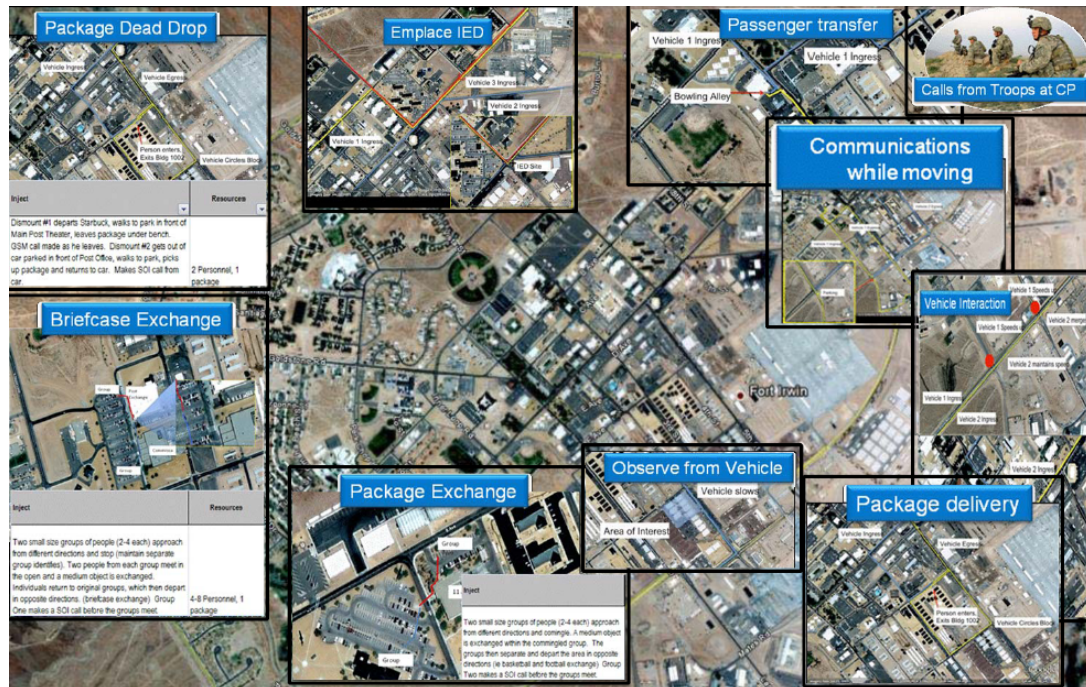 Package Dead Drop
Vehicle Ingress
Vehicle Egress
Person enters,
Exits Bldg 1002
Vehicle Circles Block
Inject
Resources
Dismount #1 departs Starbuck, walks to park in front of
Main Post Theater, leaves package under bench.
GSM call made as he leaves. Dismount #2 gets out of
car parked in front of Post Office, walks to park, picks
up package and returns to car. Makes SOI call from
car.
2 Personnel, 1
package
Emplace IED
Vehicle 3 Ingress
Vehicle 2 Ingress
Vehicle 1 Ingress
IED Site
Passenger transfer
Vehicle 1 Ingress
Vehicle 1 Ingress
Bowling Alley
Calls from Troops at CP
Communications
while moving
Parking
Vehicle Interaction
Vehicle 1 Speeds up
Vehicle 1 Speeds up
Vehicle 2 merge
Vehicle 2 maintains speed
Vehicle 1 Ingress
Vehicle 2 Ingress
Vehicle 2 Ingress
Briefcase Exchange
Group
Post
Exchange
Group
Inject
Resources
Two small size groups of people (2-4 each) approach
from different directions and stop (maintain separate
group identifies). Two people from each group meet in
the open and a medium object is exchanged.
Individuals return to original groups, which then depart
in opposite directions. (briefcase exchange) Group
One makes a SOI call before the groups meet.
4-8 Personnel, 1
package
Fort Irwin
Package Exchange
Group
Group
11
Inject
Two small size groups of people (2-4 each) approach
from different directions and comingle. A medium object
is exchanged within the commingled group. The
groups then separate and depart the area in opposite
directions (ie basketball and football exchange) Group
Two makes a SOI call before the groups meet.
Observe from Vehicle
Vehicle slows
Area of Interest
Package delivery
Vehicle Ingress
Vehicle Egress
Person enters,
Exits Bldg 1002
Vehicle Circles Block
Google